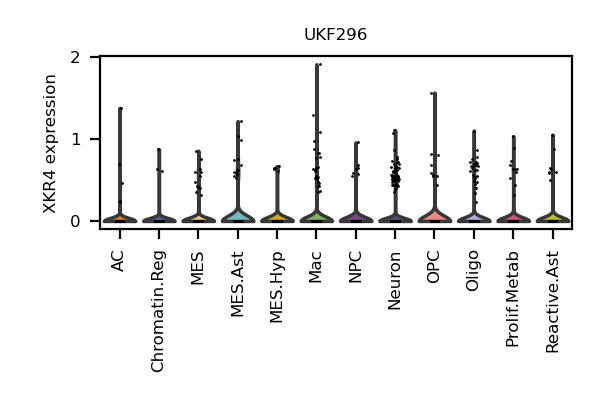 UKF296
XKR4 expression
2
1
0
AC
Chromatin.Reg
MES
MES.Ast
MES.Hyp
Mac
NPC
Neuron
OPC
Oligo
Prolif.Metab
Reactive.Ast